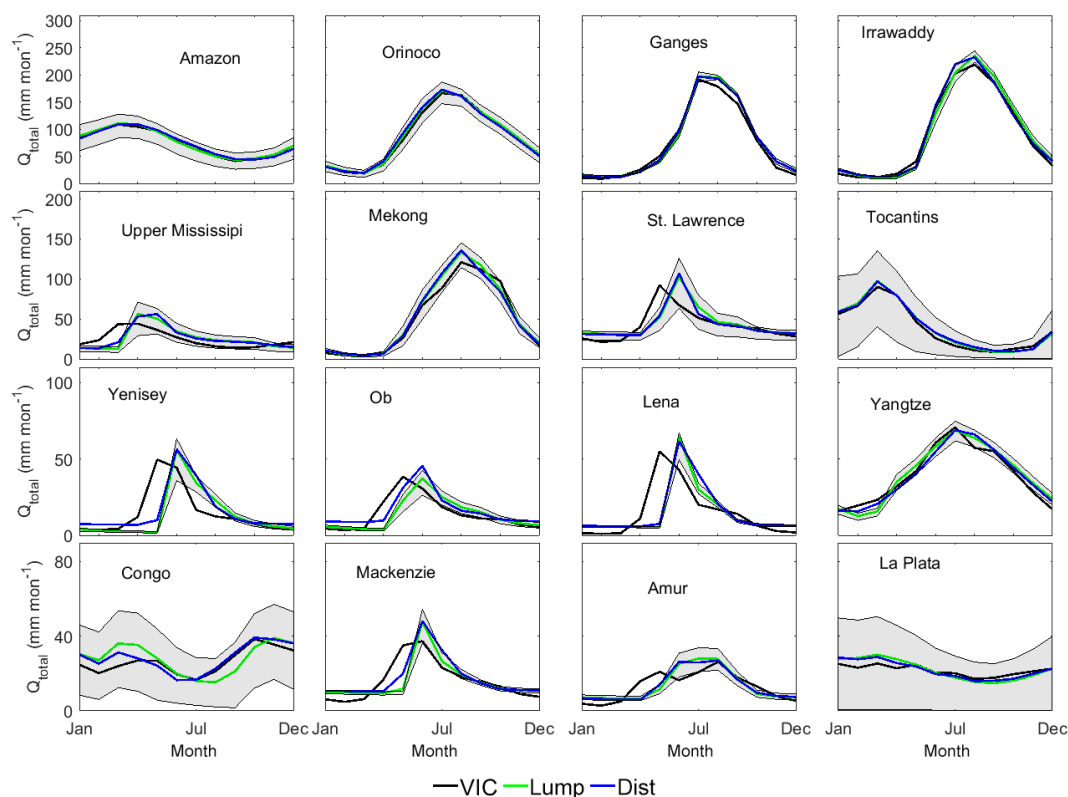 300
250
200
150
100
50
0
Q_total (mm mon^-1)
Amazon
Orinoco
Ganges
Irrawaddy
200
150
100
50
0
Q_total (mm mon^-1)
Upper Mississipi
Mekong
St. Lawrence
Tocantins
100
50
0
Q_total (mm mon^-1)
Yenisey
Ob
Lena
Yangtze
80
40
0
Q_total (mm mon^-1)
Congo
Mackenzie
Amur
La Plata
Jan Jul Dec
Month
Jul Dec
Month
Jul Dec
Month
Jul Dec
Month
VIC Lump Dist